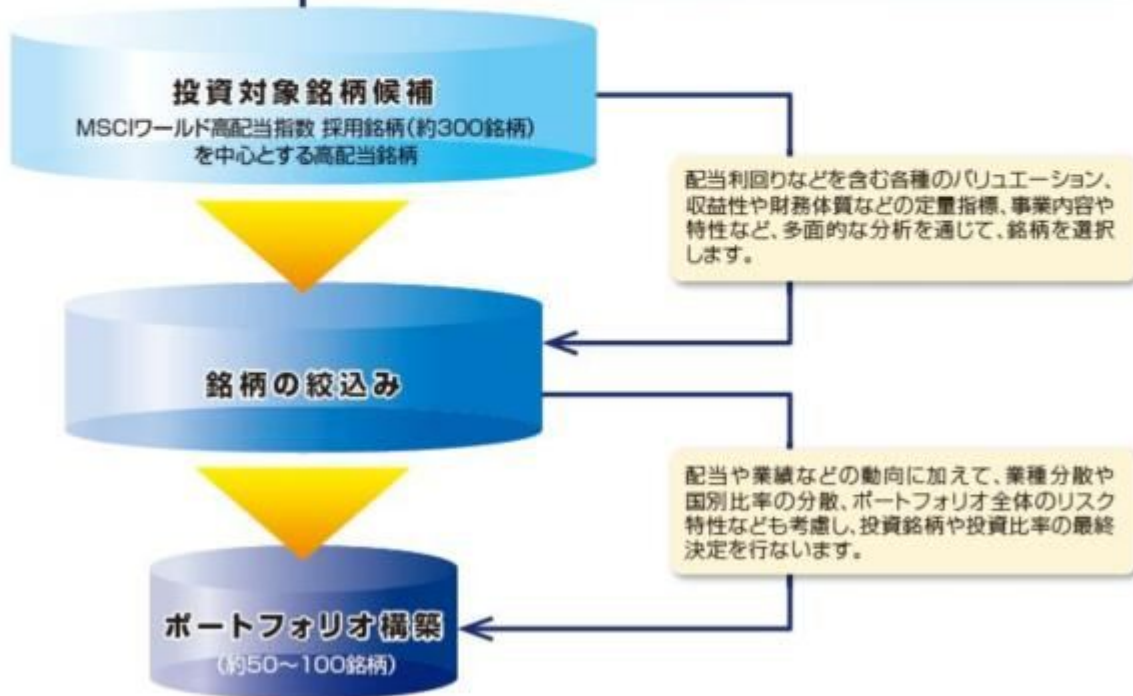 投資対象銘柄候補
MSCIワールド高配当指数 採用銘柄(約300銘柄)
を中心とする高配当銘柄
配当利回りなどを含む各種のバリュエーション、
収益性や財務体質などの定量指標、事業内容や
特性など、多面的な分析を通じて、銘柄を選択
します。
銘柄の絞込み
配当や業績などの動向に加えて、業種分散や
国別比率の分散、ポートフォリオ全体のリスク
特性なども考慮し、投資銘柄や投資比率の最終
決定を行ないます。
ポートフォリオ構築
(約50～100銘柄)